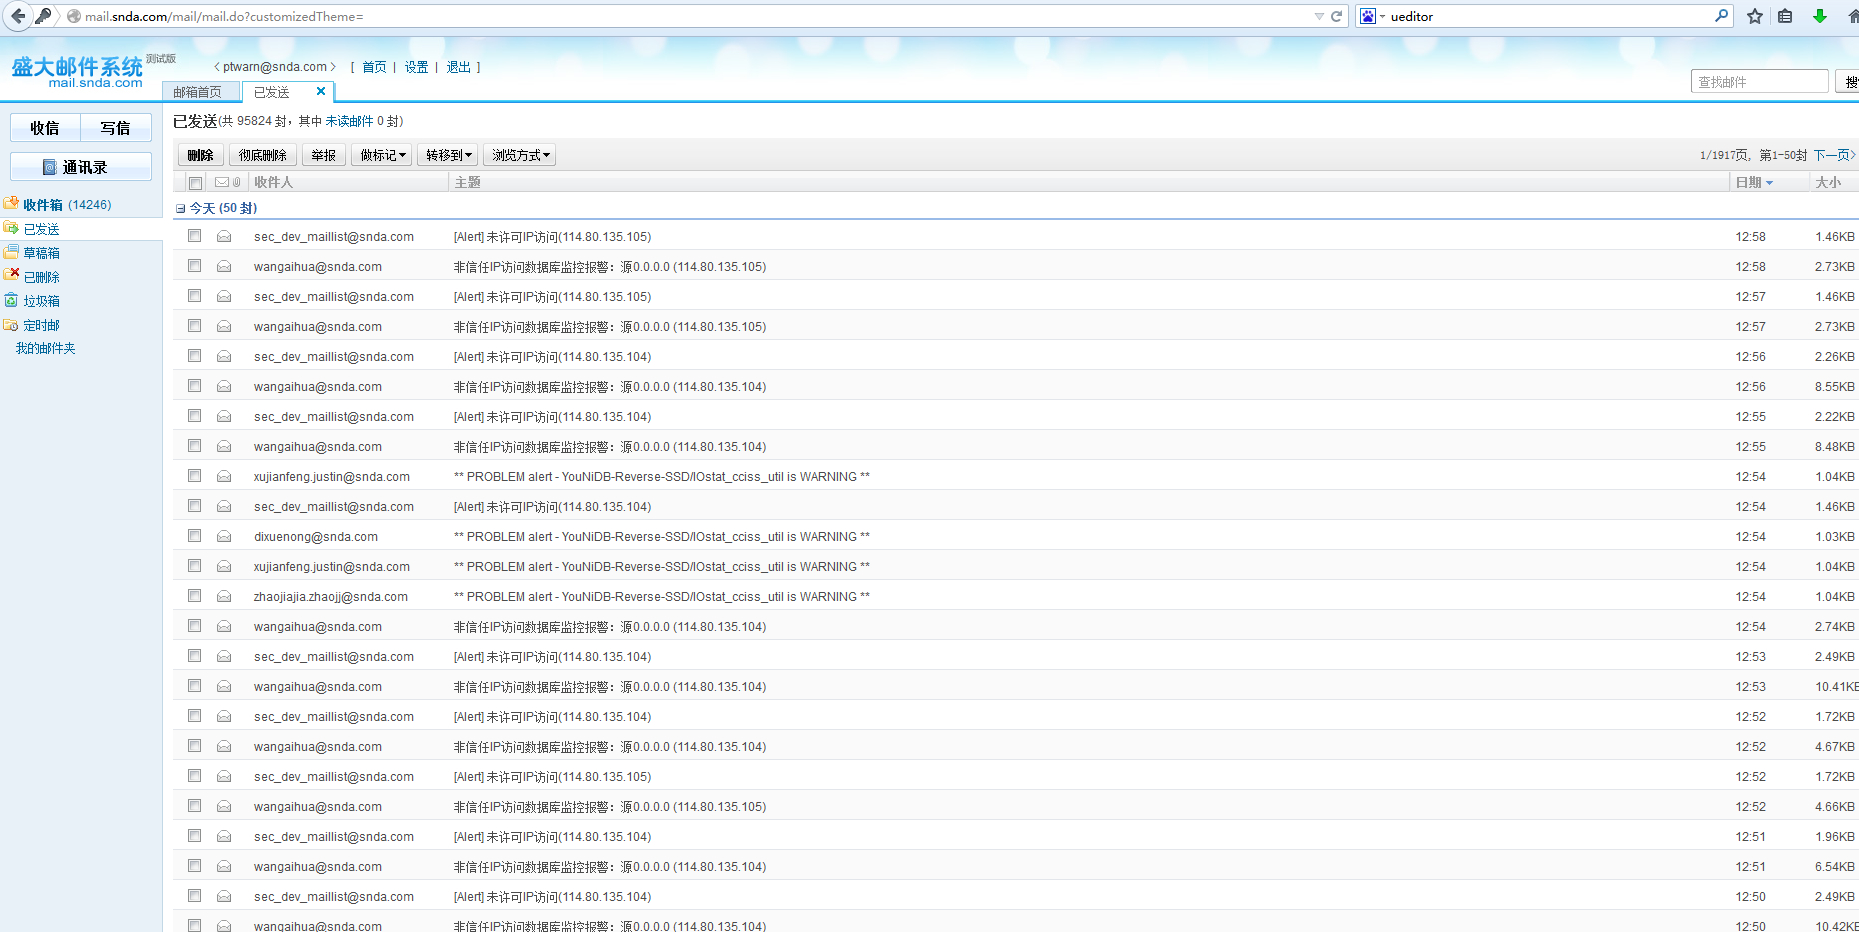 mail.snda.com/mail/mail.do?customizedTheme=
ueditor
盛大邮件系统 测试版
mail.snda.com
< ptwarn@snda.com > [ 首页 | 设置 | 退出 ]
邮箱首页 已发送 ×
查找邮件
收信 写信
通讯录
收件箱 (14246)
已发送
草稿箱
已删除
垃圾箱
定时邮
我的邮件夹
已发送(共 95824 封，其中 未读邮件 0 封)
删除 彻底删除 举报 做标记▾ 转移到▾ 浏览方式▾ 1/1917页, 第1-50封 下一页>
收件人 主题 日期 大小
今天 (50 封)
sec_dev_maillist@snda.com [Alert] 未许可IP访问(114.80.135.105) 12:58 1.46KB
wangaihua@snda.com 非信任IP访问数据库监控报警：源0.0.0.0 (114.80.135.105) 12:58 2.73KB
sec_dev_maillist@snda.com [Alert] 未许可IP访问(114.80.135.105) 12:57 1.46KB
wangaihua@snda.com 非信任IP访问数据库监控报警：源0.0.0.0 (114.80.135.105) 12:57 2.73KB
sec_dev_maillist@snda.com [Alert] 未许可IP访问(114.80.135.104) 12:56 2.26KB
wangaihua@snda.com 非信任IP访问数据库监控报警：源0.0.0.0 (114.80.135.104) 12:56 8.55KB
sec_dev_maillist@snda.com [Alert] 未许可IP访问(114.80.135.104) 12:55 2.22KB
wangaihua@snda.com 非信任IP访问数据库监控报警：源0.0.0.0 (114.80.135.104) 12:55 8.48KB
xujianfeng.justin@snda.com ** PROBLEM alert - YouNiDB-Reverse-SSD/IOstat_cciss_util is WARNING ** 12:54 1.04KB
sec_dev_maillist@snda.com [Alert] 未许可IP访问(114.80.135.104) 12:54 1.46KB
dixuenong@snda.com ** PROBLEM alert - YouNiDB-Reverse-SSD/IOstat_cciss_util is WARNING ** 12:54 1.03KB
xujianfeng.justin@snda.com ** PROBLEM alert - YouNiDB-Reverse-SSD/IOstat_cciss_util is WARNING ** 12:54 1.04KB
zhaojiajia.zhaojj@snda.com ** PROBLEM alert - YouNiDB-Reverse-SSD/IOstat_cciss_util is WARNING ** 12:54 1.04KB
wangaihua@snda.com 非信任IP访问数据库监控报警：源0.0.0.0 (114.80.135.104) 12:54 2.74KB
sec_dev_maillist@snda.com [Alert] 未许可IP访问(114.80.135.104) 12:53 2.49KB
wangaihua@snda.com 非信任IP访问数据库监控报警：源0.0.0.0 (114.80.135.104) 12:53 10.41KB
sec_dev_maillist@snda.com [Alert] 未许可IP访问(114.80.135.104) 12:52 1.72KB
wangaihua@snda.com 非信任IP访问数据库监控报警：源0.0.0.0 (114.80.135.104) 12:52 4.67KB
sec_dev_maillist@snda.com [Alert] 未许可IP访问(114.80.135.105) 12:52 1.72KB
wangaihua@snda.com 非信任IP访问数据库监控报警：源0.0.0.0 (114.80.135.105) 12:52 4.66KB
sec_dev_maillist@snda.com [Alert] 未许可IP访问(114.80.135.104) 12:51 1.96KB
wangaihua@snda.com 非信任IP访问数据库监控报警：源0.0.0.0 (114.80.135.104) 12:51 6.54KB
sec_dev_maillist@snda.com [Alert] 未许可IP访问(114.80.135.104) 12:50 2.49KB
wangaihua@snda.com 非信任IP访问数据库监控报警：源0.0.0.0 (114.80.135.104) 12:50 10.42KB